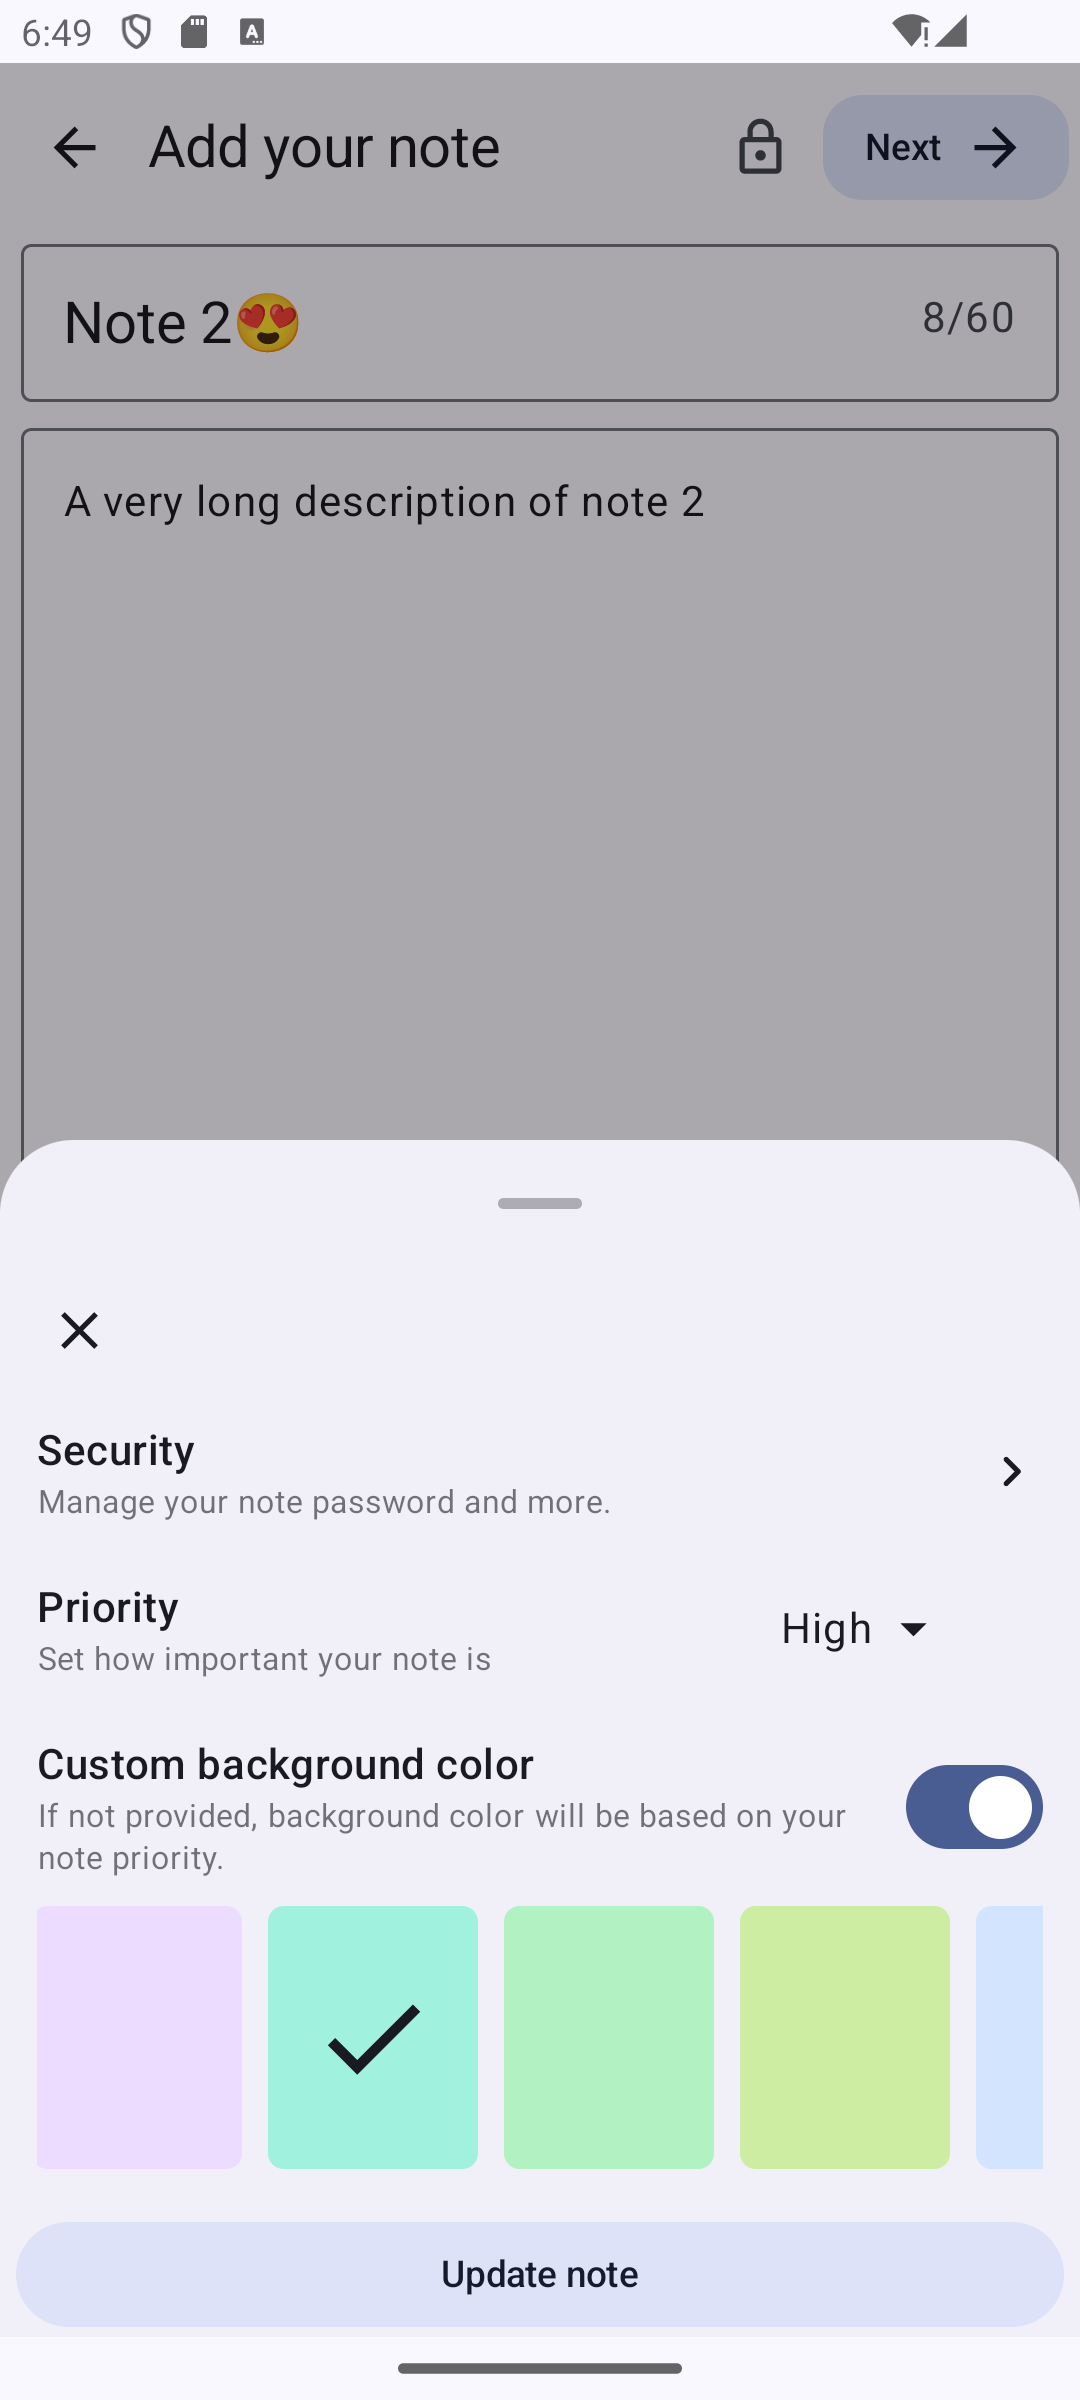 6:49
Add your note
Next
Note 2😍
8/60
A very long description of note 2
Security
Manage your note password and more.
Priority
Set how important your note is
High
Custom background color
If not provided, background color will be based on your
note priority.
Update note